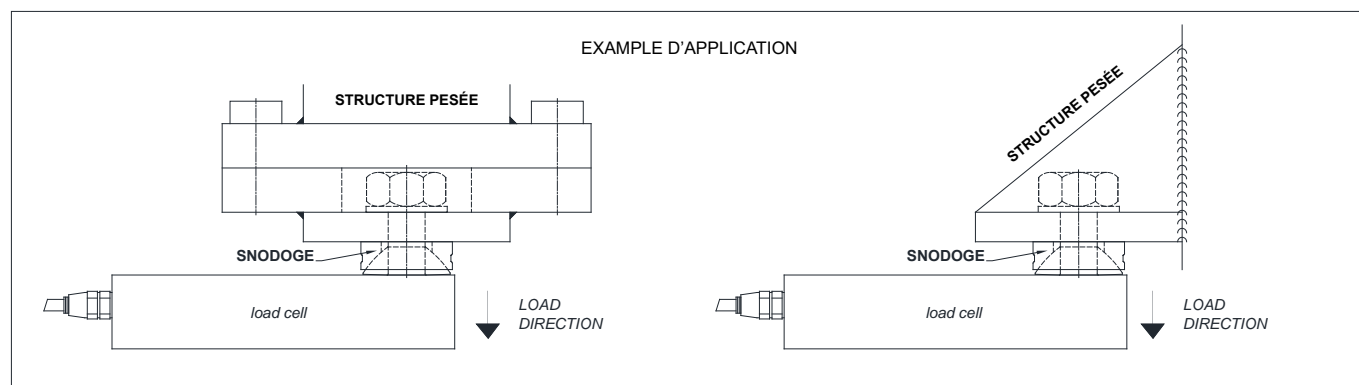 EXAMPLE D'APPLICATION
STRUCTURE PESÉE
SNODOGE
load cell
LOAD
DIRECTION
STRUCTURE PESÉE
SNODOGE
load cell
LOAD
DIRECTION